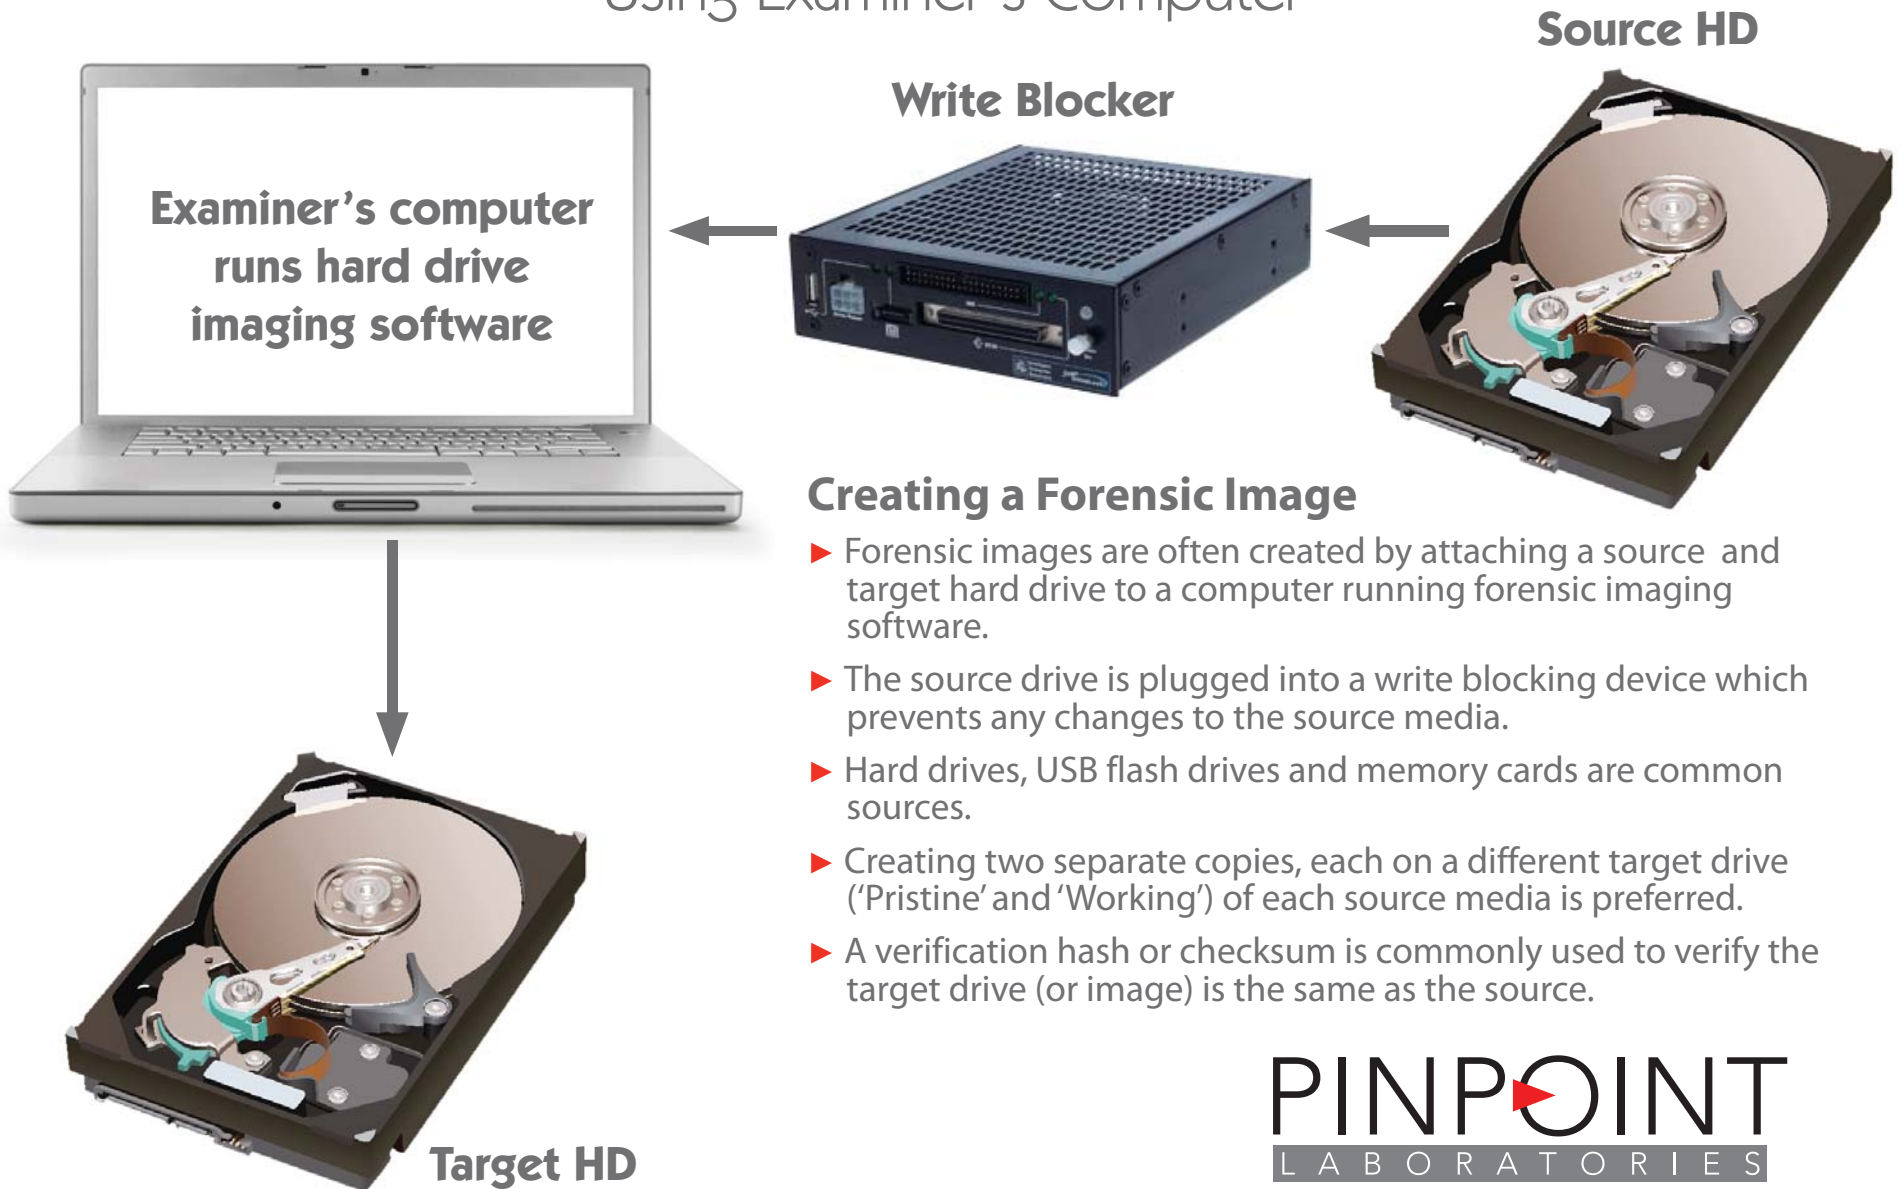 Using Examiner's Computer
Source HD
Write Blocker
Examiner's computer
runs hard drive
imaging software
Creating a Forensic Image
► Forensic images are often created by attaching a source and
target hard drive to a computer running forensic imaging
software.
► The source drive is plugged into a write blocking device which
prevents any changes to the source media.
► Hard drives, USB flash drives and memory cards are common
sources.
► Creating two separate copies, each on a different target drive
(‘Pristine’ and ‘Working’) of each source media is preferred.
► A verification hash or checksum is commonly used to verify the
target drive (or image) is the same as the source.
Target HD
PINPOINT
LABORATORIES